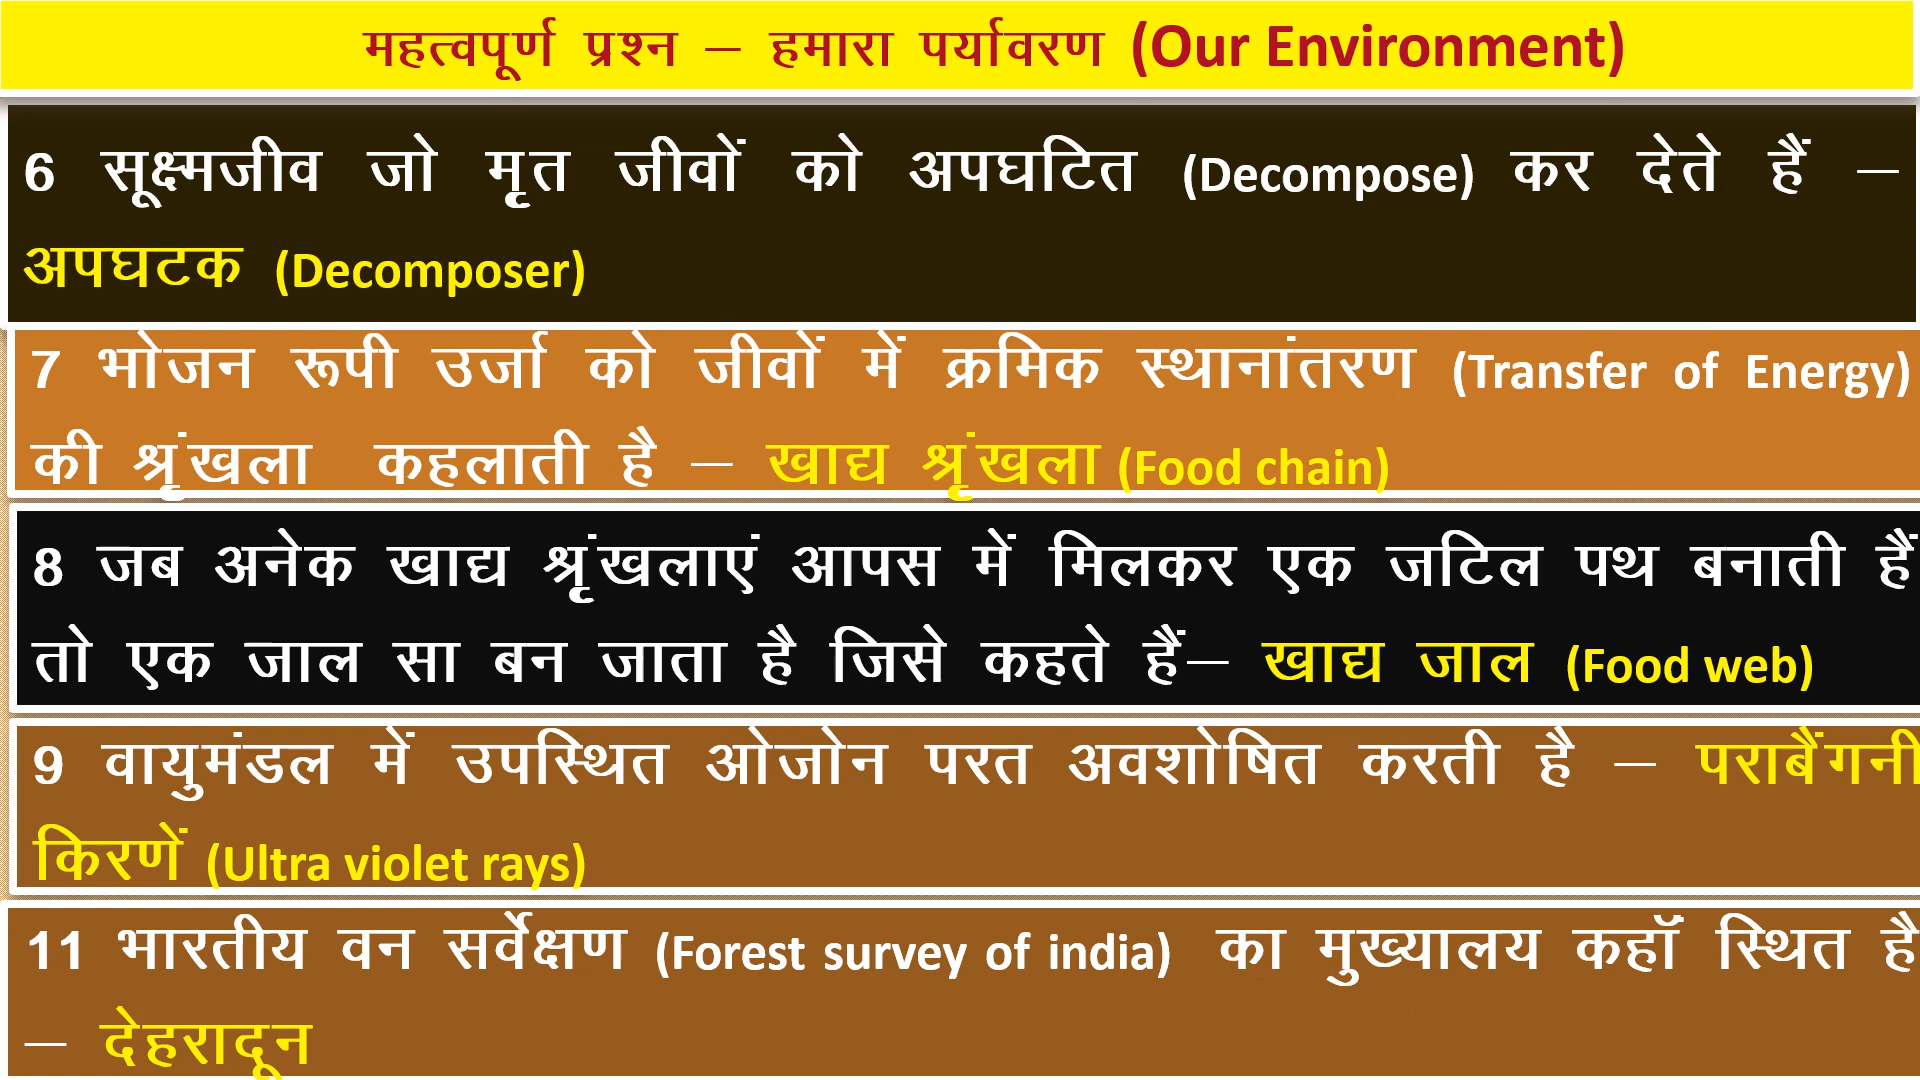 महत्वपूर्ण प्रश्न – हमारा पर्यावरण (Our Environment)
6 सूक्ष्मजीव जो मृत जीवों को अपघटित (Decompose) कर देते हैं –
अपघटक (Decomposer)
7 भोजन रूपी उर्जा को जीवों में क्रमिक स्थानांतरण (Transfer of Energy)
की श्रृंखला कहलाती है – खाद्य श्रृंखला (Food chain)
8 जब अनेक खाद्य श्रृंखलाएं आपस में मिलकर एक जटिल पथ बनाती हैं
तो एक जाल सा बन जाता है जिसे कहते हैं– खाद्य जाल (Food web)
9 वायुमंडल में उपस्थित ओजोन परत अवशोषित करती है – पराबैंगनी
किरणें (Ultra violet rays)
11 भारतीय वन सर्वेक्षण (Forest survey of india) का मुख्यालय कहॉ स्थित है
– देहरादून